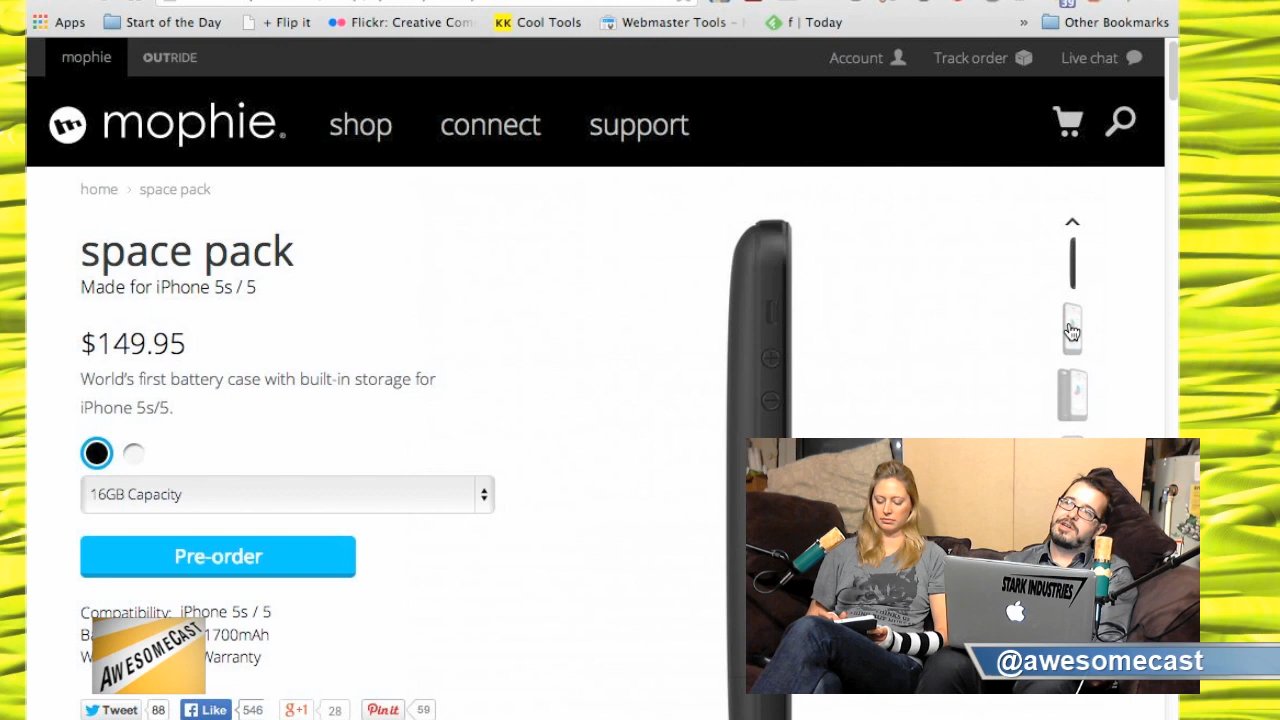 Apps Start of the Day + Flip it Flickr: Creative Com KK Cool Tools Webmaster Tools - f | Today » Other Bookmarks
39
mophie OUTRIDE Account Track order Live chat
mophie. shop connect support
home › space pack
space pack
Made for iPhone 5s / 5
$149.95
World's first battery case with built-in storage for
iPhone 5s/5.
16GB Capacity
Pre-order
Compatibility: iPhone 5s / 5
1700mAh
Warranty
AWESOMECAST
STARK INDUSTRIES
@awesomecast
Tweet 88 Like 546 g+1 28 Pin it 59